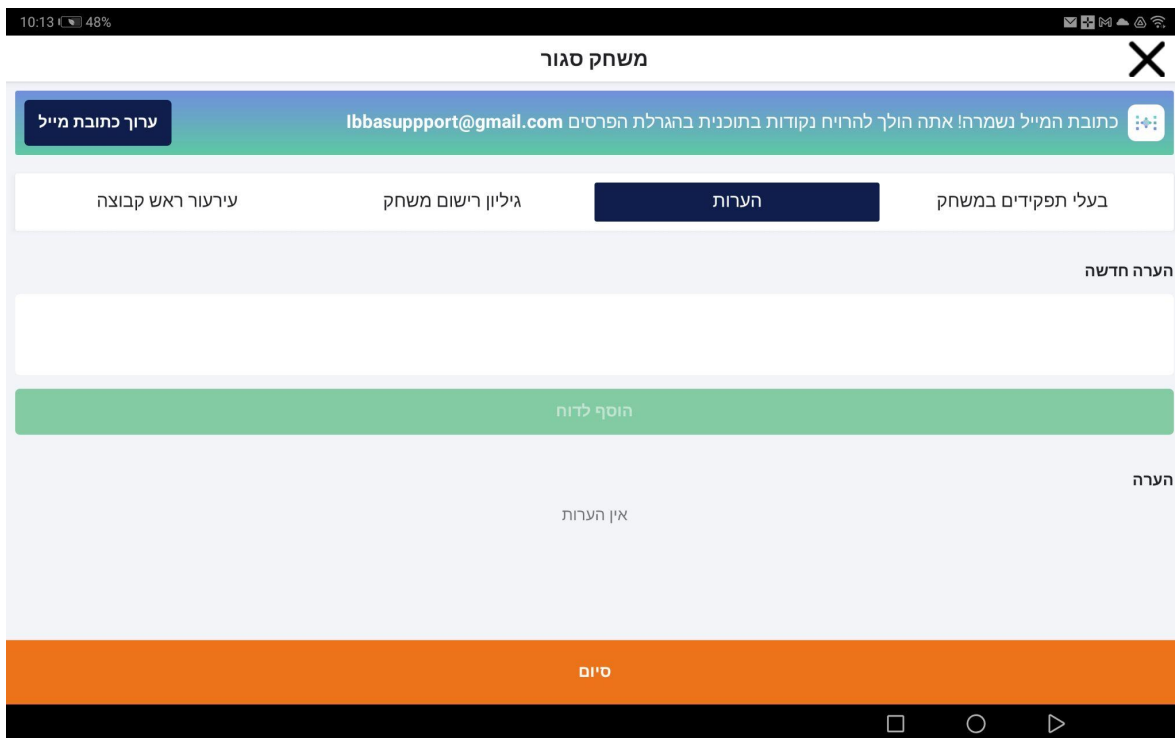 10:13 48%
משחק סגור
כתובת המייל נשמרה! אתה הולך להרויח נקודות בתוכנית בהגרלת הפרסים Ibbasuppport@gmail.com
ערוך כתובת מייל
בעלי תפקידים במשחק
הערות
גיליון רישום משחק
עירעור ראש קבוצה
הערה חדשה
הוסף לדוח
הערה
אין הערות
סיום